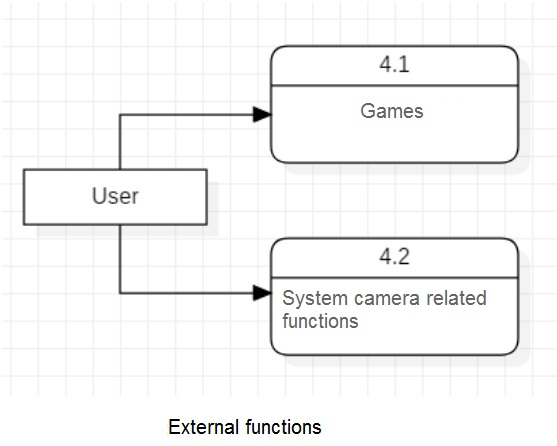 4.1
Games
User
4.2
System camera related
functions
External functions